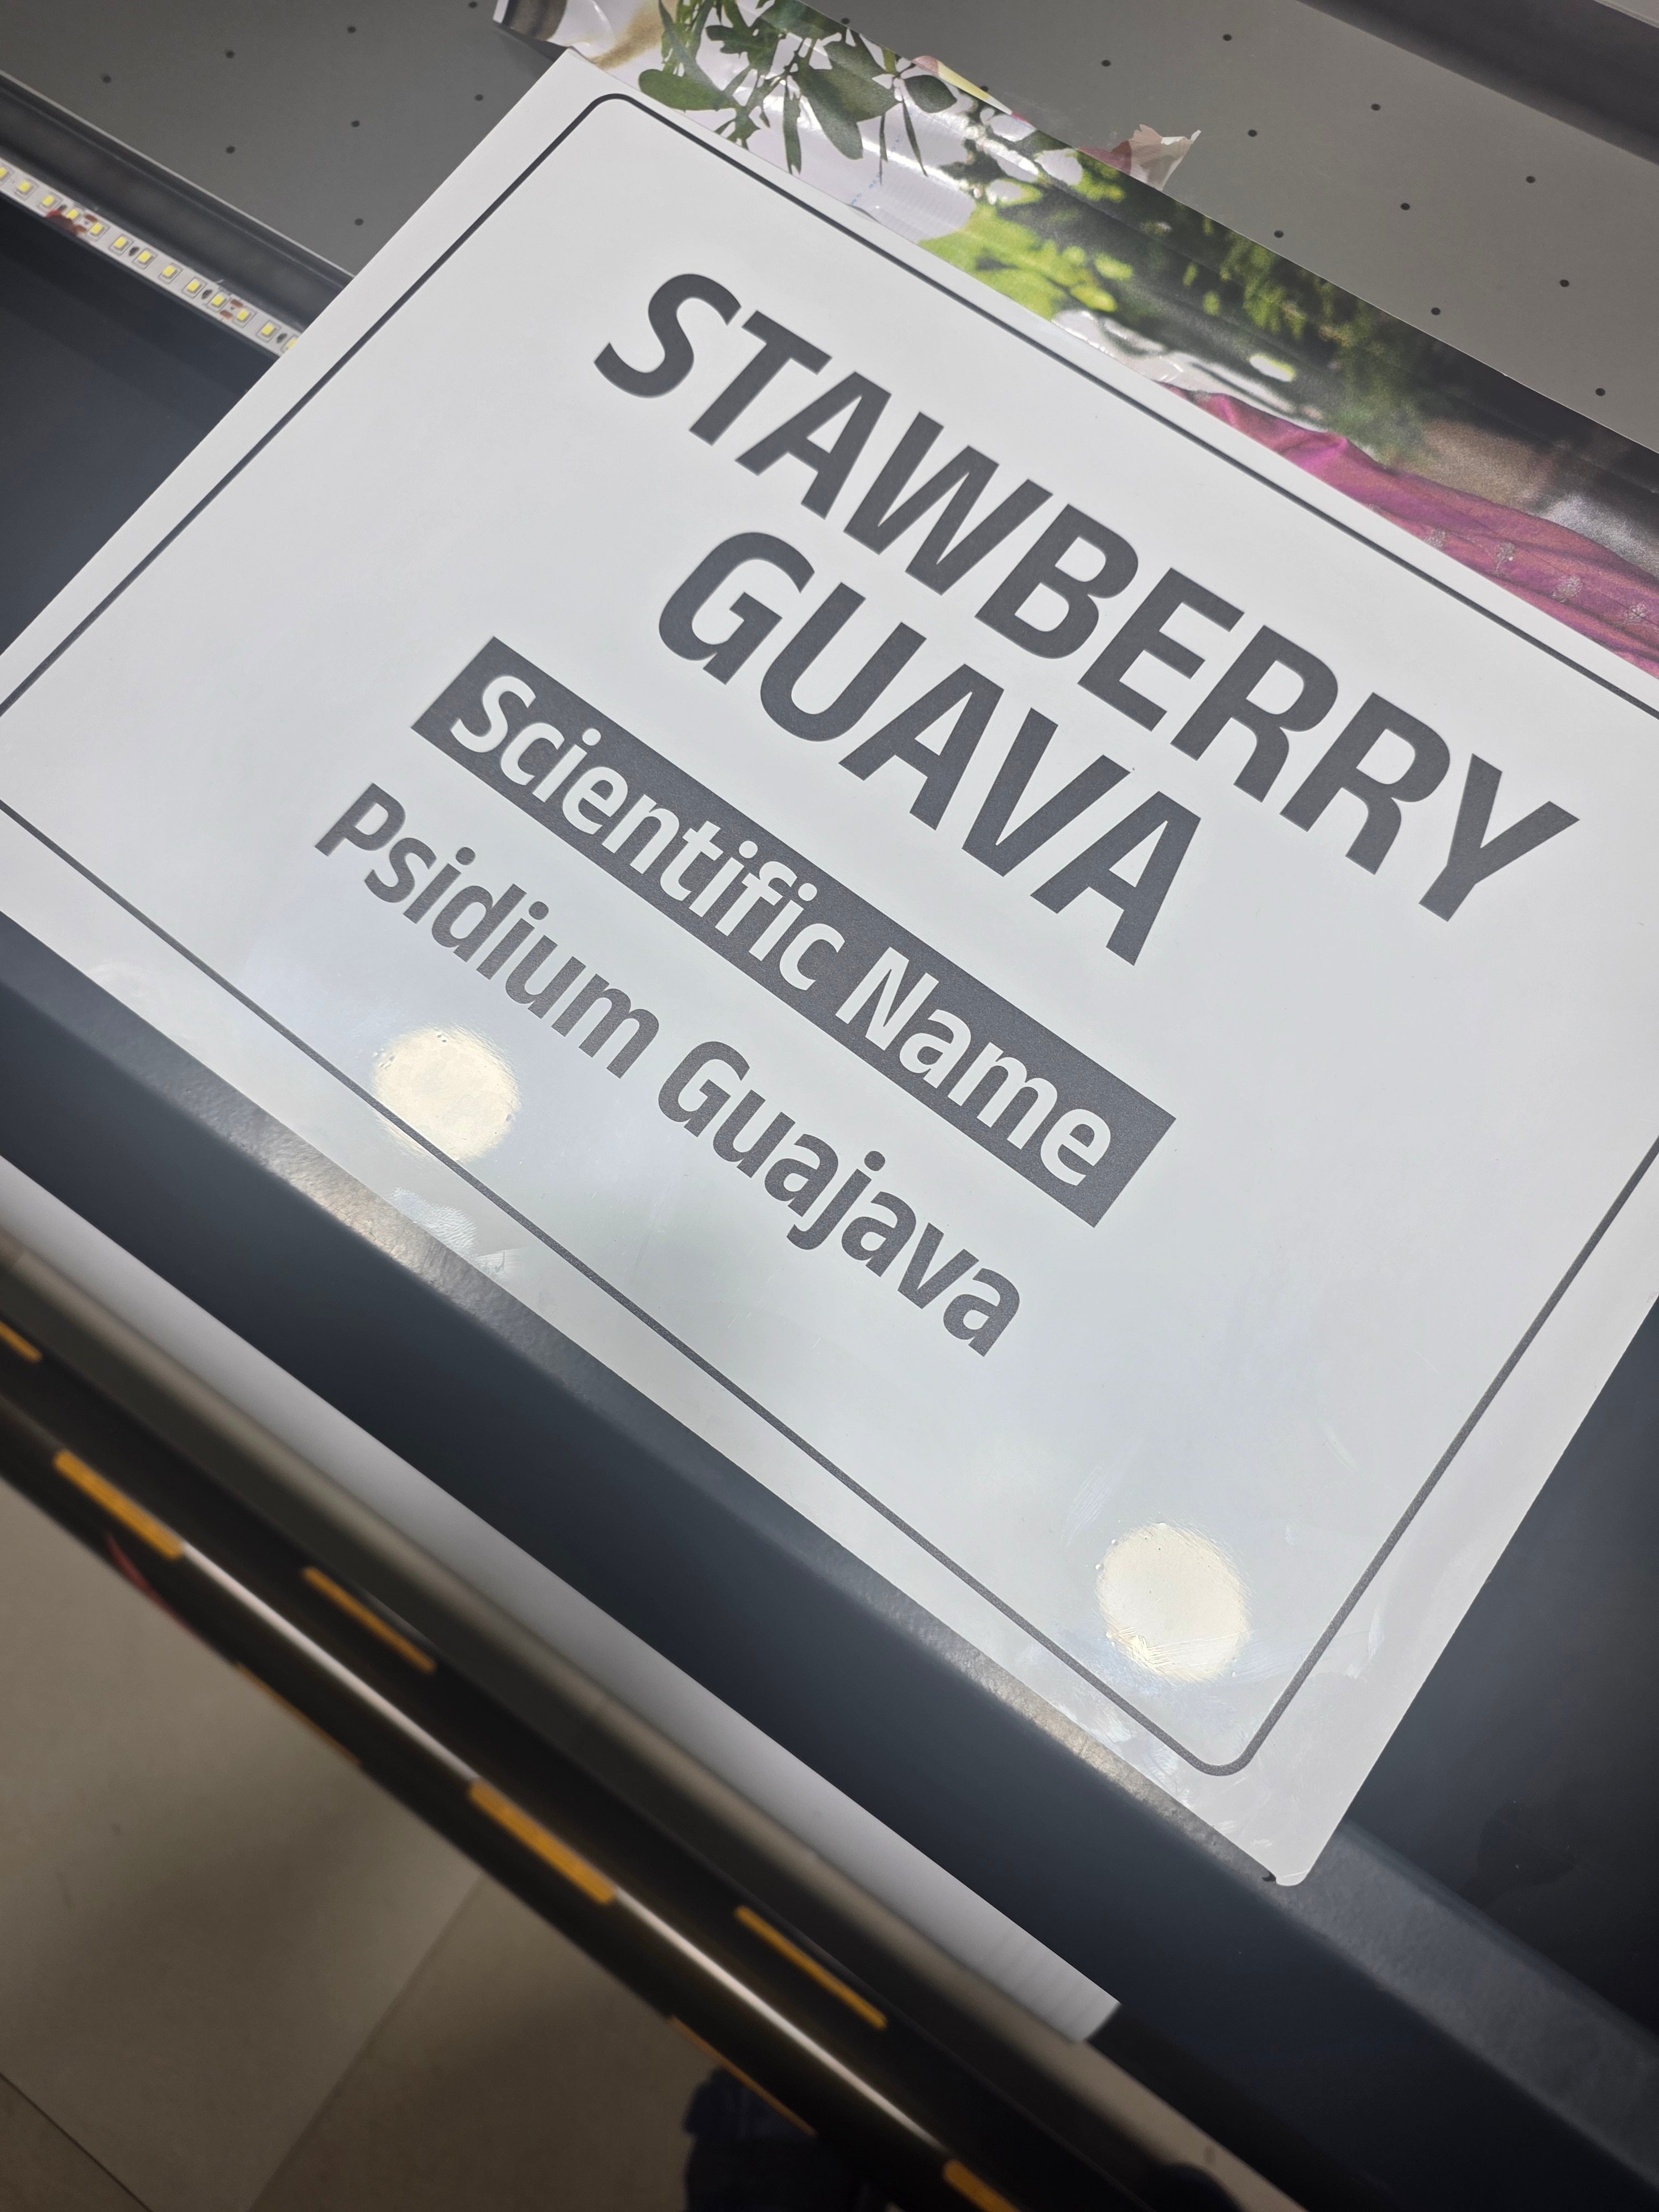 STAWBERRY
GUAVA
Scientific Name
Psidium Guajava